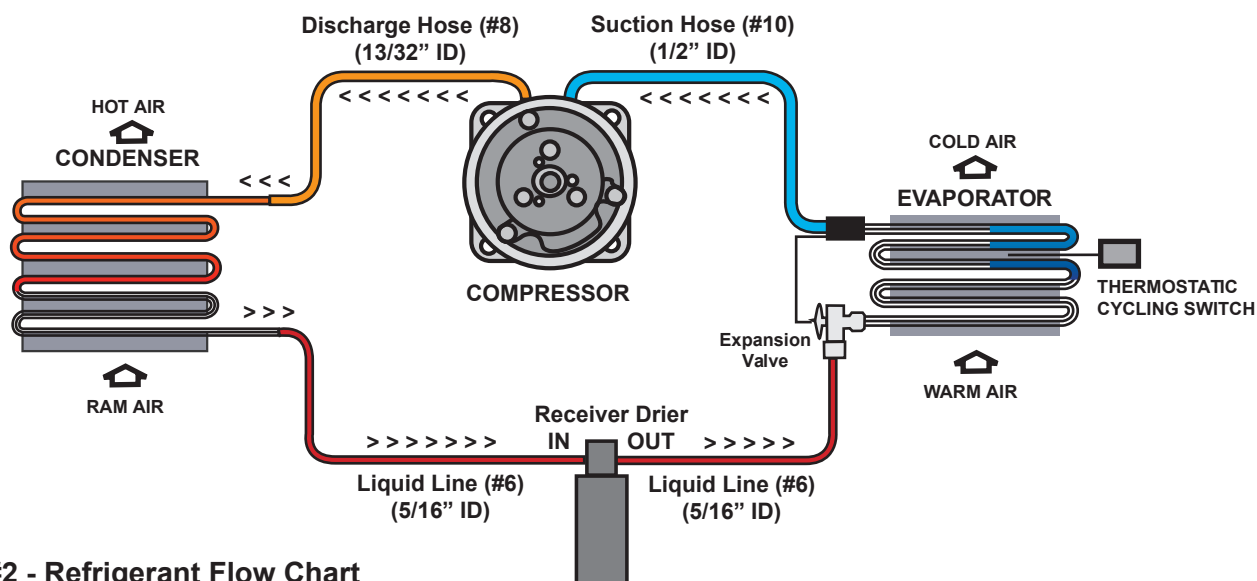 Discharge Hose (#8)
(13/32” ID)
Suction Hose (#10)
(1/2” ID)
< < < < < < <
< < < < < < <
HOT AIR
CONDENSER
< < <
COLD AIR
EVAPORATOR
COMPRESSOR
THERMOSTATIC
CYCLING SWITCH
> > >
Expansion
Valve
RAM AIR
WARM AIR
Receiver Drier
IN
OUT
> > > > > > >
> > > > >
Liquid Line (#6)
(5/16” ID)
Liquid Line (#6)
(5/16” ID)
#2 - Refrigerant Flow Chart